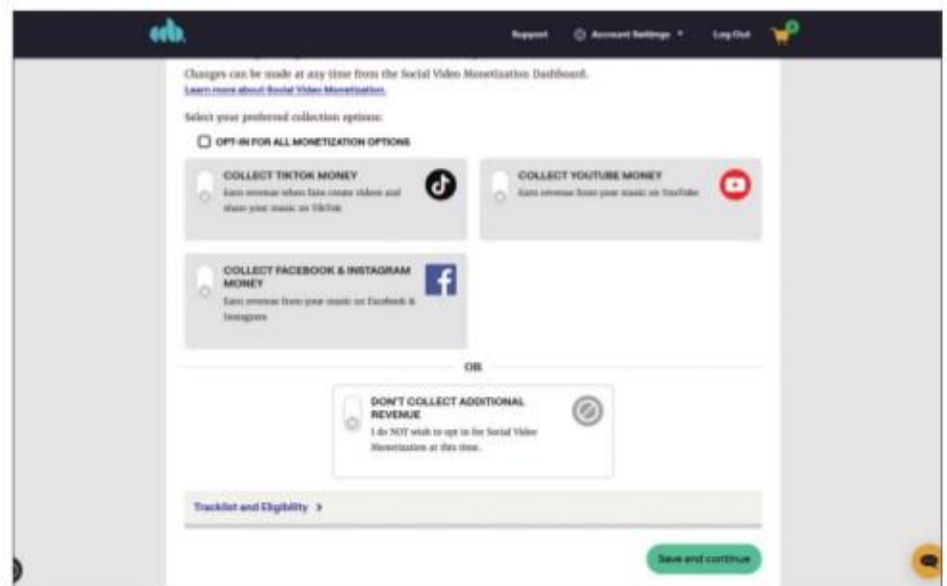 cdb.
Support
Account Settings
Log Out
Changes can be made at any time from the Social Video Monetization Dashboard.
Learn more about Social Video Monetization.
Select your preferred collection options:
OPT-IN FOR ALL MONETIZATION OPTIONS
COLLECT TIKTOK MONEY
Earn revenue when fans create videos and
share your music on TikTok
COLLECT YOUTUBE MONEY
Earn revenue from your music on YouTube
COLLECT FACEBOOK & INSTAGRAM
MONEY
Earn revenue from your music on Facebook &
Instagram
OR
DON'T COLLECT ADDITIONAL
REVENUE
I do NOT wish to opt in for Social Video
Monetization at this time.
Tracklist and Eligibility >
Save and continue